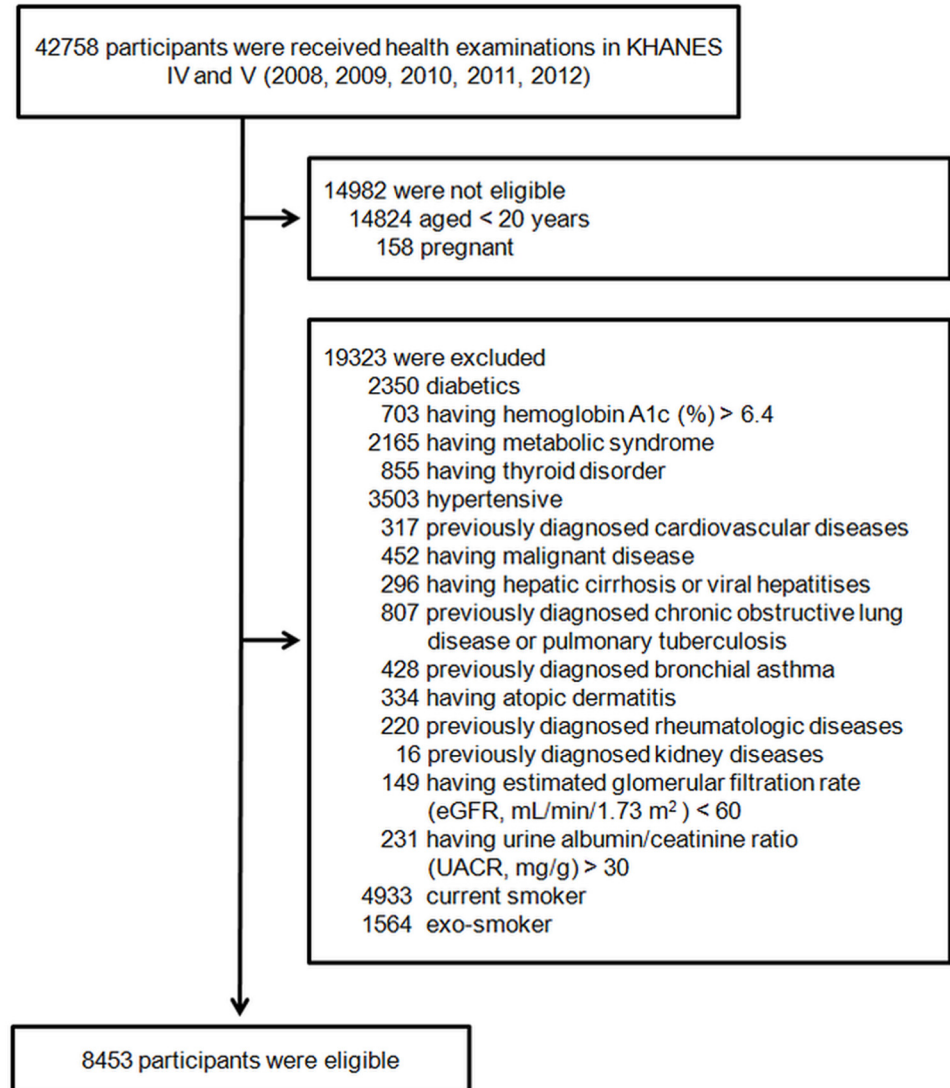 42758 participants were received health examinations in KHANES
IV and V (2008, 2009, 2010, 2011, 2012)
14982 were not eligible
14824 aged < 20 years
158 pregnant
19323 were excluded
2350 diabetics
703 having hemoglobin A1c (%) > 6.4
2165 having metabolic syndrome
855 having thyroid disorder
3503 hypertensive
317 previously diagnosed cardiovascular diseases
452 having malignant disease
296 having hepatic cirrhosis or viral hepatitises
807 previously diagnosed chronic obstructive lung
disease or pulmonary tuberculosis
428 previously diagnosed bronchial asthma
334 having atopic dermatitis
220 previously diagnosed rheumatologic diseases
16 previously diagnosed kidney diseases
149 having estimated glomerular filtration rate
(eGFR, mL/min/1.73 m²) < 60
231 having urine albumin/ceatinine ratio
(UACR, mg/g) > 30
4933 current smoker
1564 exo-smoker
8453 participants were eligible